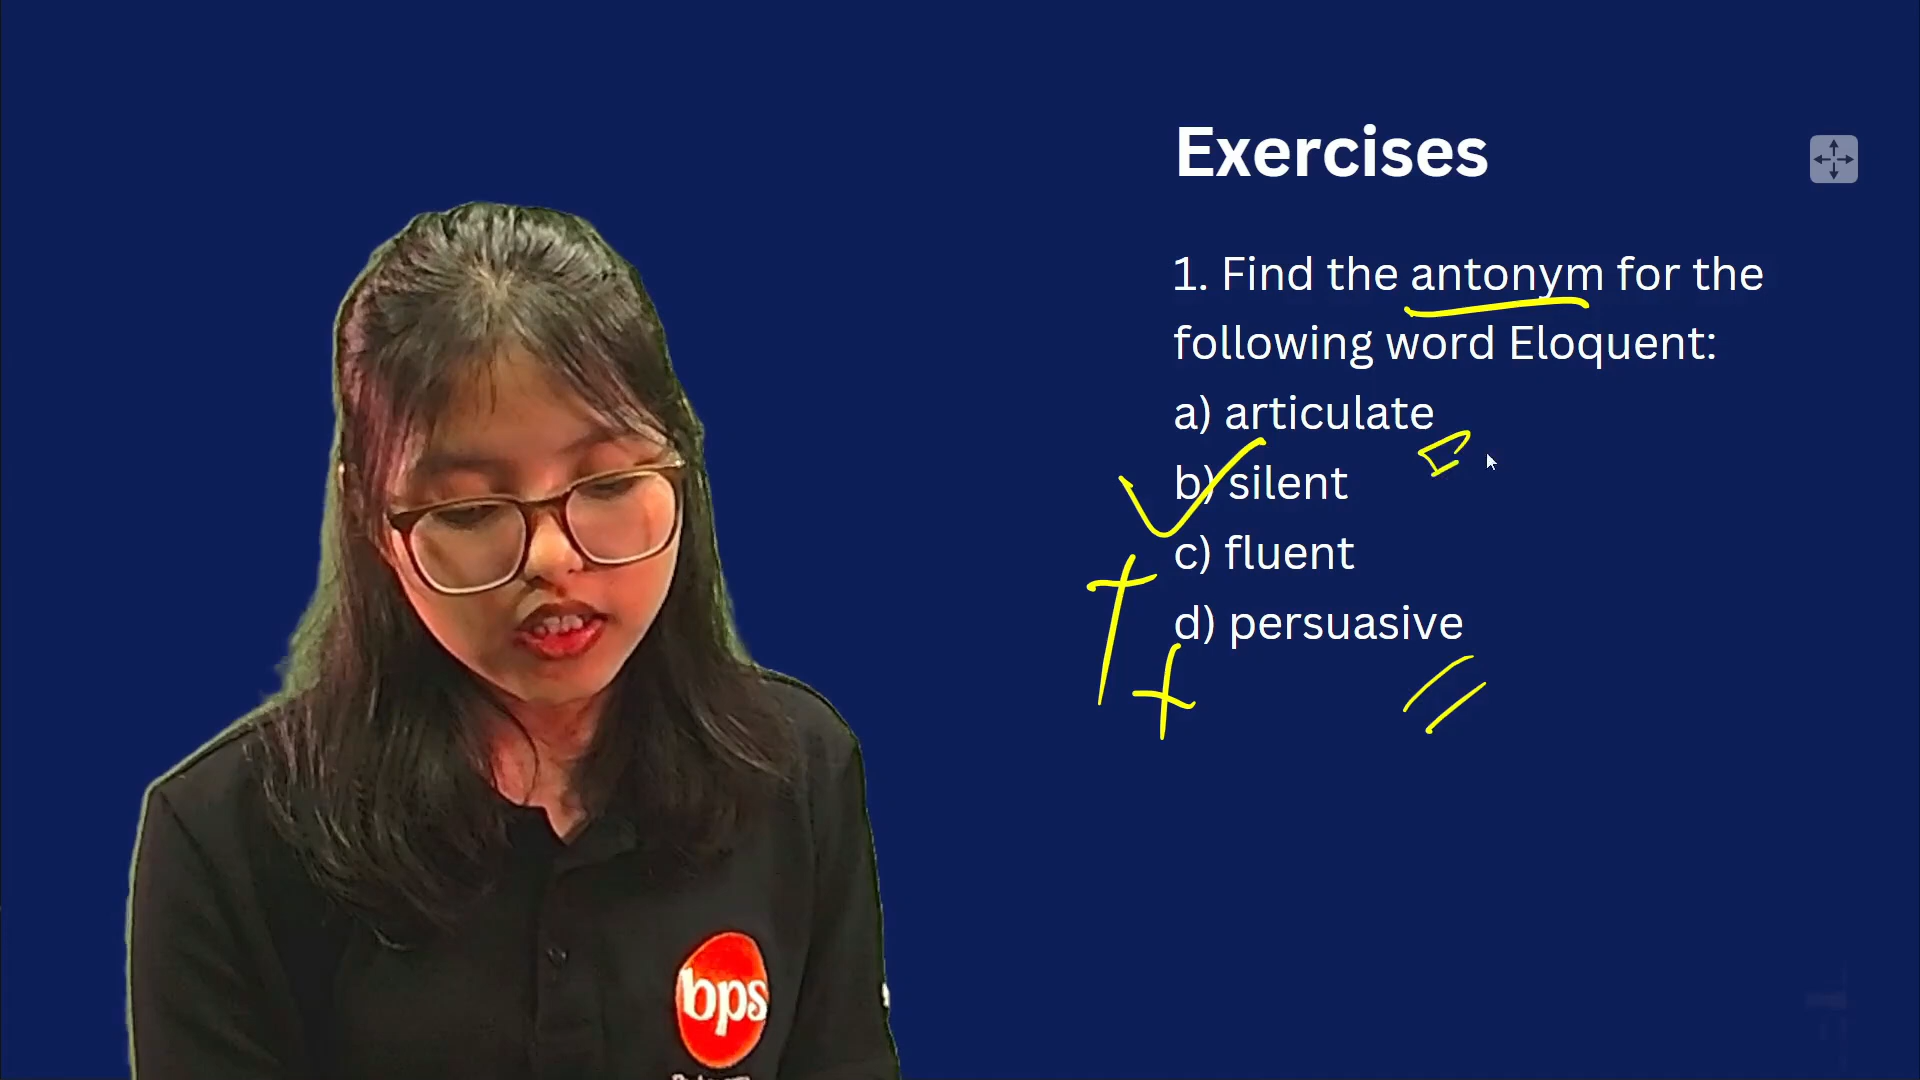 Exercises
1. Find the antonym for the
following word Eloquent:
a) articulate
b) silent
c) fluent
d) persuasive
bps